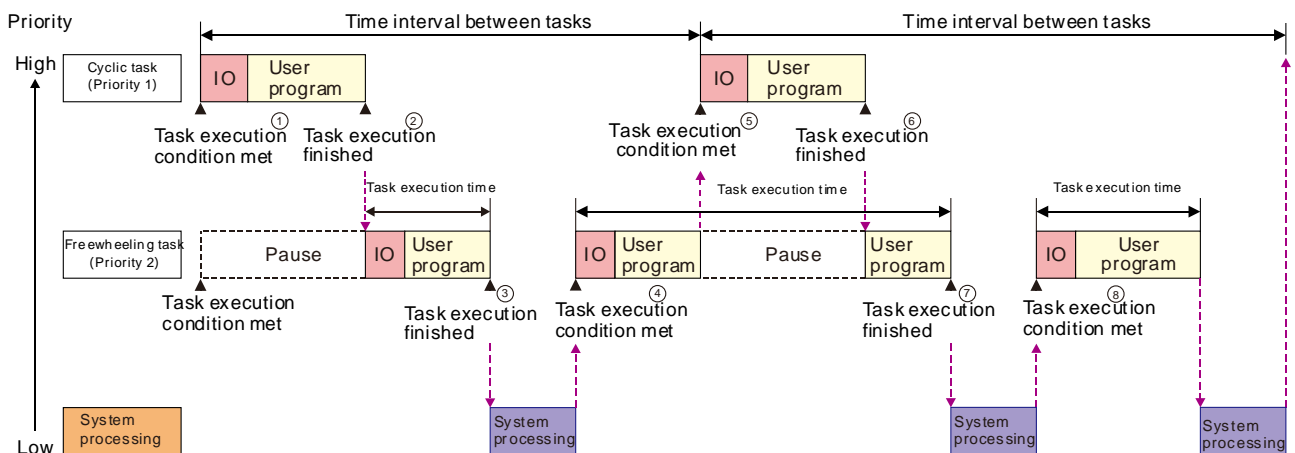 Priority
Time interval between tasks
Time interval between tasks
High
Cyclic task
(Priority 1)
IO
User
program
IO
User
program
①
②
⑤
⑥
Task execution
condition met
Task execution
finished
Task execution
condition met
Task execution
finished
Task execution time
Task execution time
Task execution time
Freewheeling task
(Priority 2)
Pause
IO
User
program
IO
User
program
Pause
User
program
IO
User
program
Task execution
condition met
③
Task execution
finished
④
Task execution
condition met
⑦
Task execution
finished
⑧
Task execution
condition met
System
processing
System
processing
System
processing
System
processing
Low